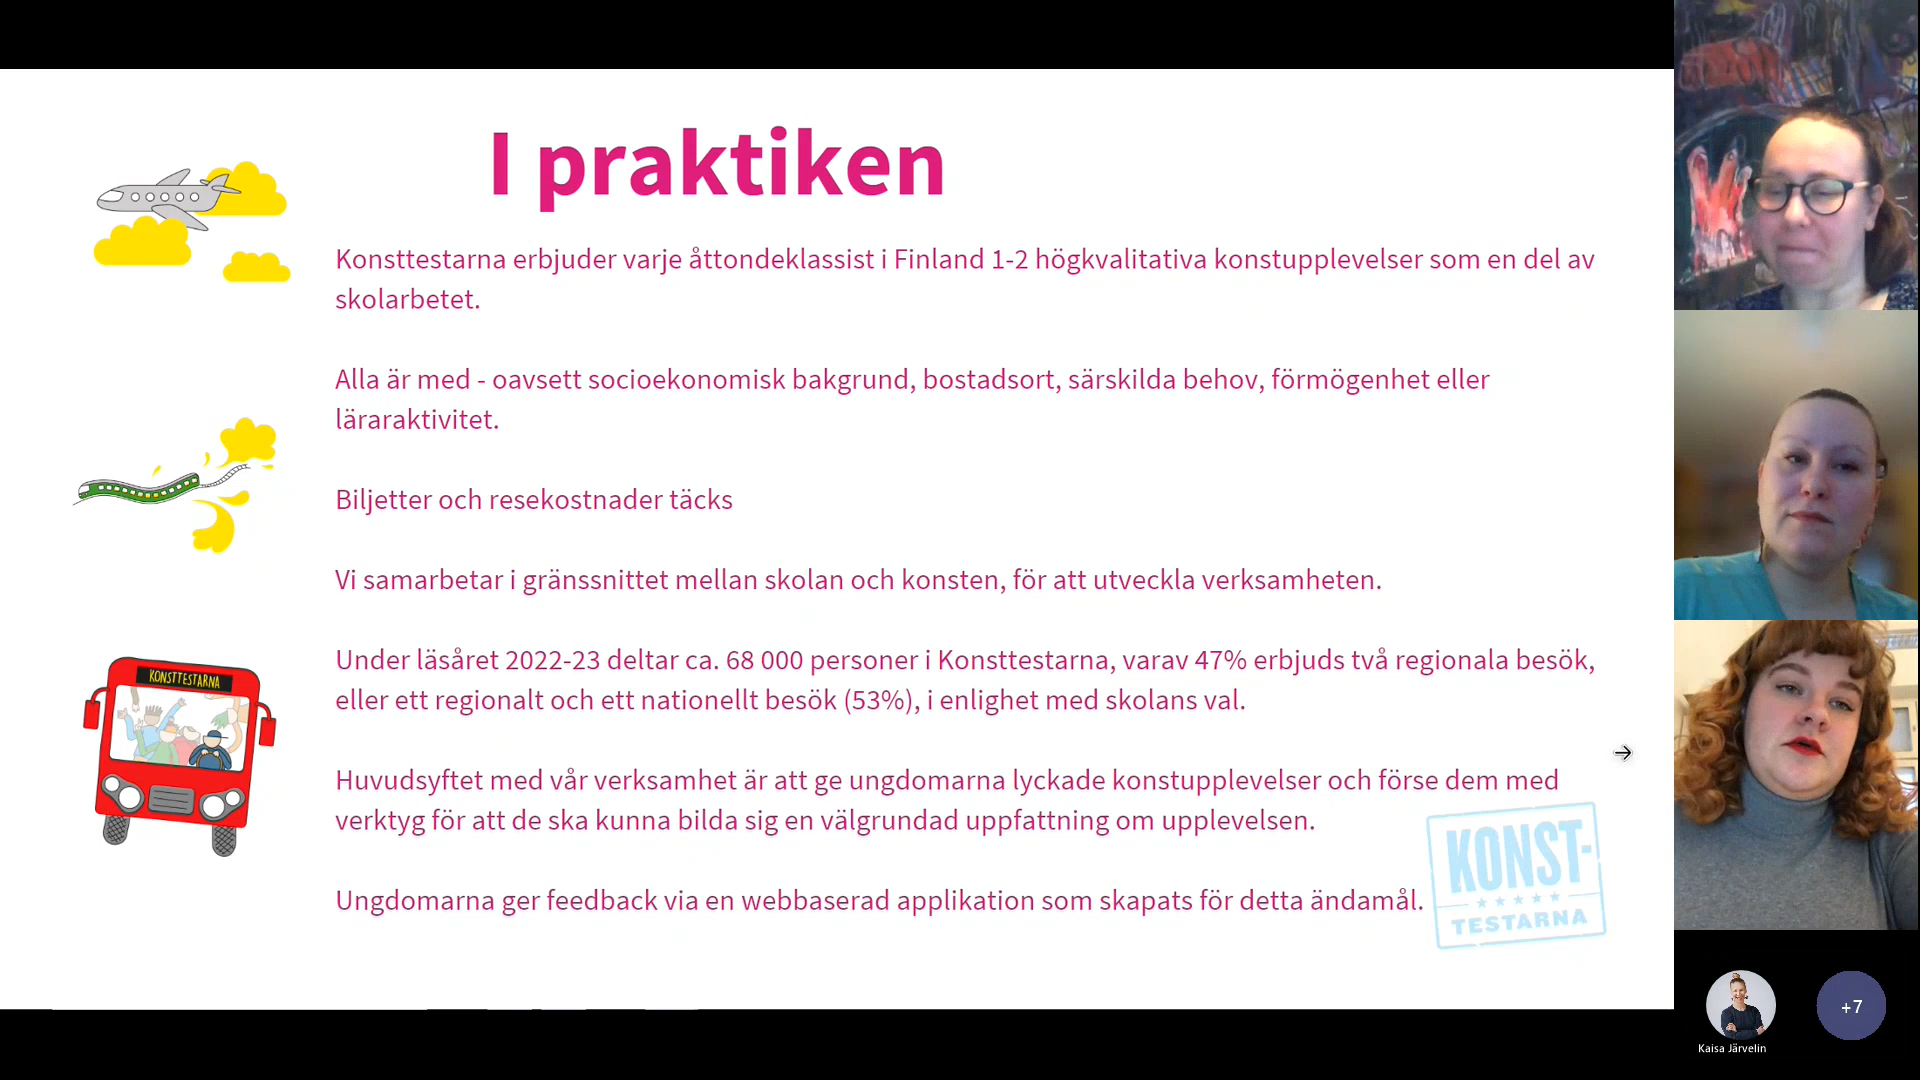 I praktiken
Konsttestarna erbjuder varje åttondeklassist i Finland 1-2 högkvalitativa konstupplevelser som en del av
skolarbetet.
Alla är med - oavsett socioekonomisk bakgrund, bostadsort, särskilda behov, förmögenhet eller
läraraktivitet.
Biljetter och resekostnader täcks
Vi samarbetar i gränssnittet mellan skolan och konsten, för att utveckla verksamheten.
KONSTTESTARNA
Under läsåret 2022-23 deltar ca. 68 000 personer i Konsttestarna, varav 47% erbjuds två regionala besök,
eller ett regionalt och ett nationellt besök (53%), i enlighet med skolans val.
Huvudsyftet med vår verksamhet är att ge ungdomarna lyckade konstupplevelser och förse dem med
verktyg för att de ska kunna bilda sig en välgrundad uppfattning om upplevelsen.
Ungdomarna ger feedback via en webbaserad applikation som skapats för detta ändamål.
KONST-
TESTARNA
+7
Kaisa Järvelin